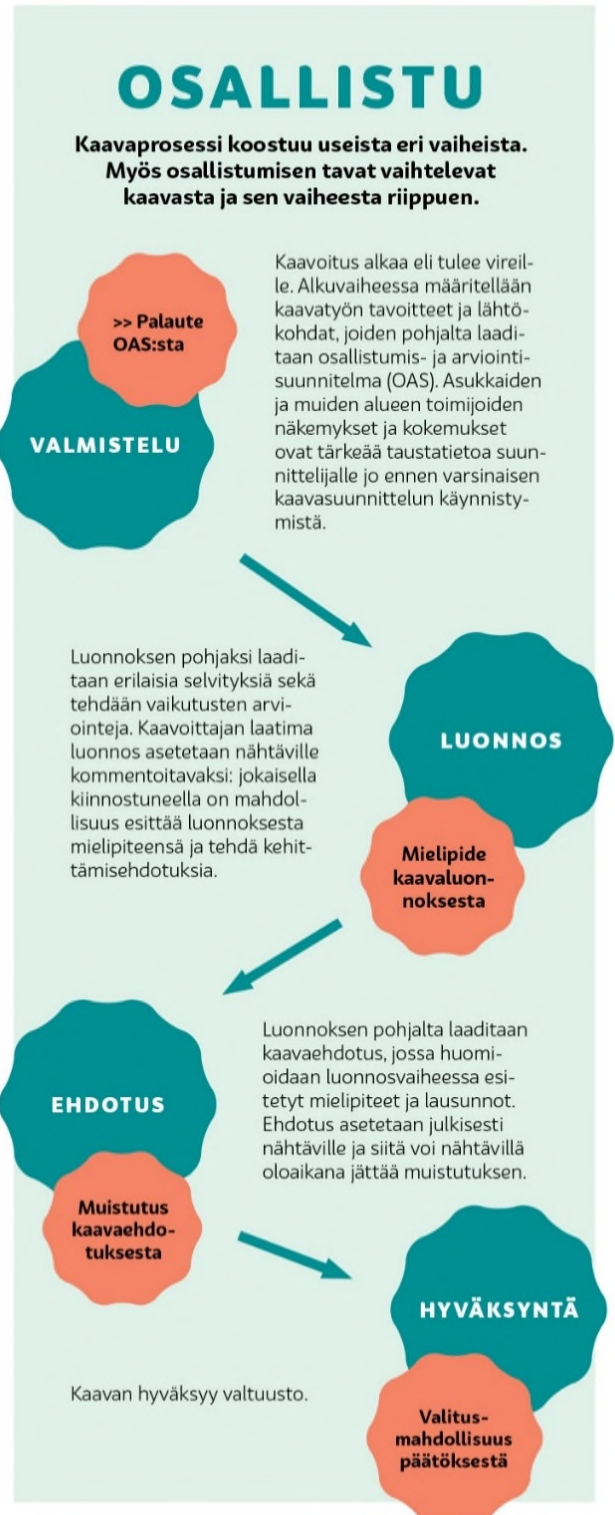 OSALLISTU
Kaavaprosessi koostuu useista eri vaiheista.
Myös osallistumisen tavat vaihtelevat
kaavasta ja sen vaiheesta riippuen.
>> Palaute
OAS:sta
VALMISTELU
Kaavoitus alkaa eli tulee vireil-
le. Alkuvaiheessa määritellään
kaavatyön tavoitteet ja lähtö-
kohdat, joiden pohjalta laadi-
taan osallistumis- ja arviointi-
suunnitelma (OAS). Asukkaiden
ja muiden alueen toimijoiden
näkemykset ja kokemukset
ovat tärkeää taustatietoa suun-
nittelijalle jo ennen varsinaisen
kaavasuunnittelun käynnisty-
mistä.
Luonnoksen pohjaksi laadi-
taan erilaisia selvityksiä sekä
tehdään vaikutusten arvi-
ointeja. Kaavoittajan laatima
luonnos asetetaan nähtäville
kommentoitavaksi: jokaisella
kiinnostuneella on mahdol-
lisuus esittää luonnoksesta
mielipiteensä ja tehdä kehit-
tämisehdotuksia.
LUONNOS
Mielipide
kaavaluon-
noksesta
EHDOTUS
Muistutus
kaavaehdo-
tuksesta
Luonnoksen pohjalta laaditaan
kaavaehdotus, jossa huomi-
oidaan luonnosvaiheessa esi-
tetyt mielipiteet ja lausunnot.
Ehdotus asetetaan julkisesti
nähtäville ja siitä voi nähtävillä
oloaikana jättää muistutuksen.
HYVÄKSYNTÄ
Kaavan hyväksyy valtuusto.
Valitus-
mahdollisuus
päätöksestä